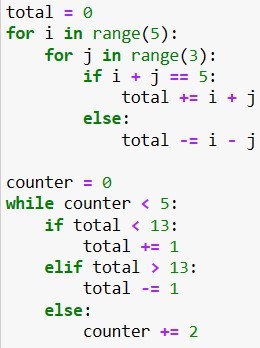 total = 0
for i in range(5):
    for j in range(3):
        if i + j == 5:
            total += i + j
        else:
            total -= i - j

counter = 0
while counter < 5:
    if total < 13:
        total += 1
    elif total > 13:
        total -= 1
    else:
        counter += 2